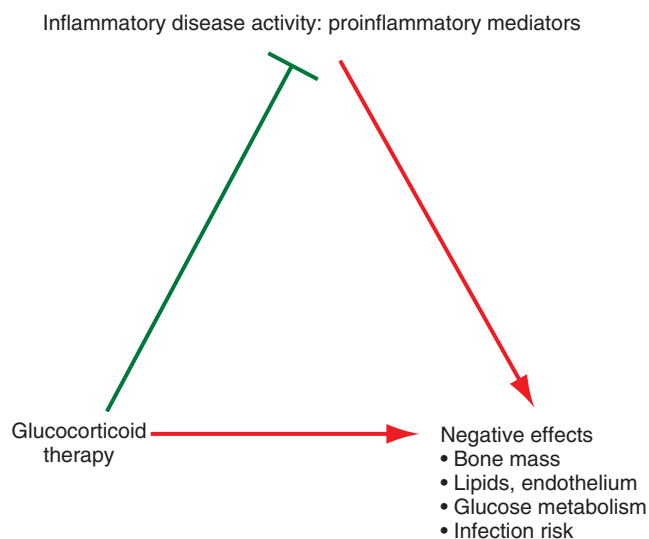 Inflammatory disease activity: proinflammatory mediators
Glucocorticoid
therapy
Negative effects
• Bone mass
• Lipids, endothelium
• Glucose metabolism
• Infection risk